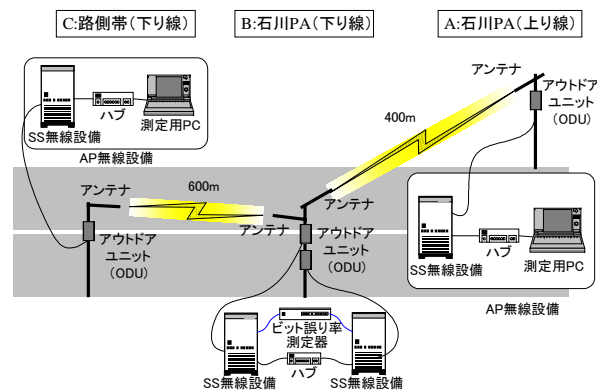 C:路側帯(下り線)
B:石川PA(下り線)
A:石川PA(上り線)
SS無線設備
ハブ
測定用PC
AP無線設備
アンテナ
400m
アウトドア
ユニット
(ODU)
アンテナ
600m
アンテナ
アンテナ
アウトドア
ユニット
(ODU)
アウトドア
ユニット
(ODU)
SS無線設備
ハブ
測定用PC
AP無線設備
ビット誤り率
測定器
SS無線設備
ハブ
SS無線設備